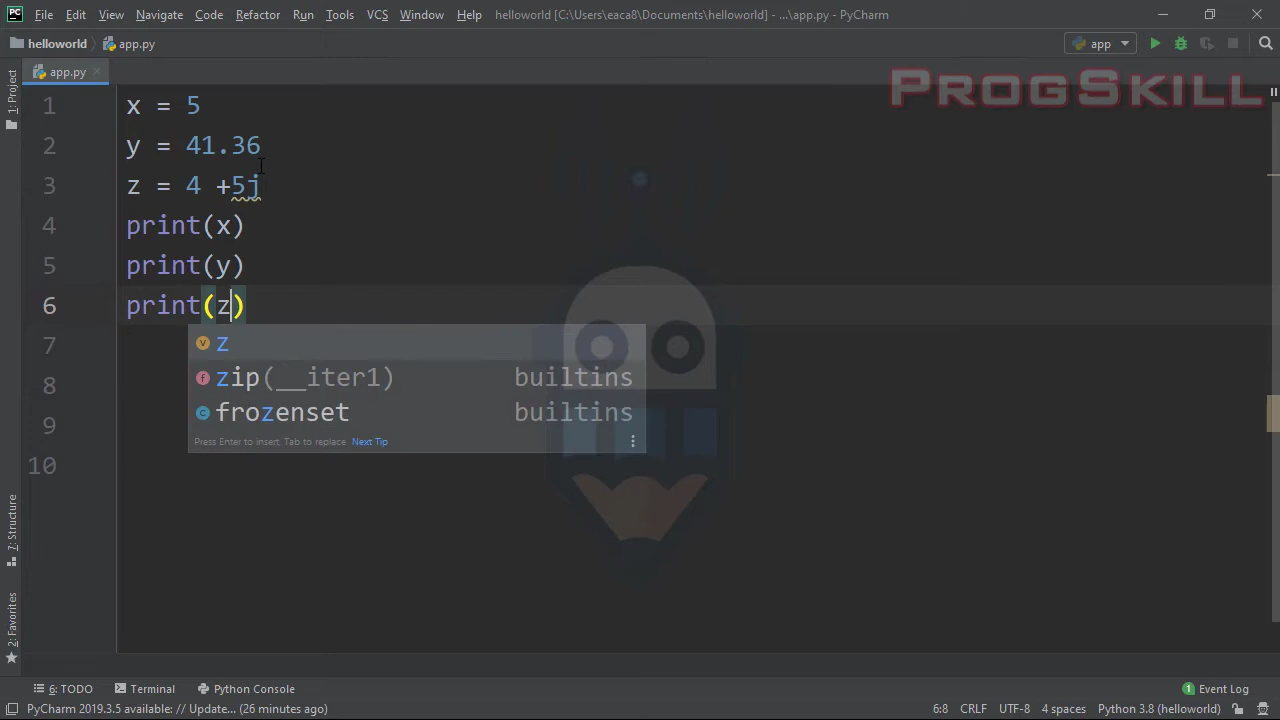 PC File Edit View Navigate Code Refactor Run Tools VCS Window Help helloworld [C:\Users\eaca8\Documents\helloworld] - ...\app.py - PyCharm
helloworld app.py app
1: Project
app.py
PROGSKILL
1 x = 5
2 y = 41.36
3 z = 4 +5j
4 print(x)
5 print(y)
6 print(z)
7
8
9
10
v z
f zip(__iter1) builtins
c frozenset builtins
Press Enter to insert, Tab to replace Next Tip
7: Structure
2: Favorites
6: TODO Terminal Python Console 1 Event Log
PyCharm 2019.3.5 available: // Update... (26 minutes ago) 6:8 CRLF UTF-8 4 spaces Python 3.8 (helloworld)